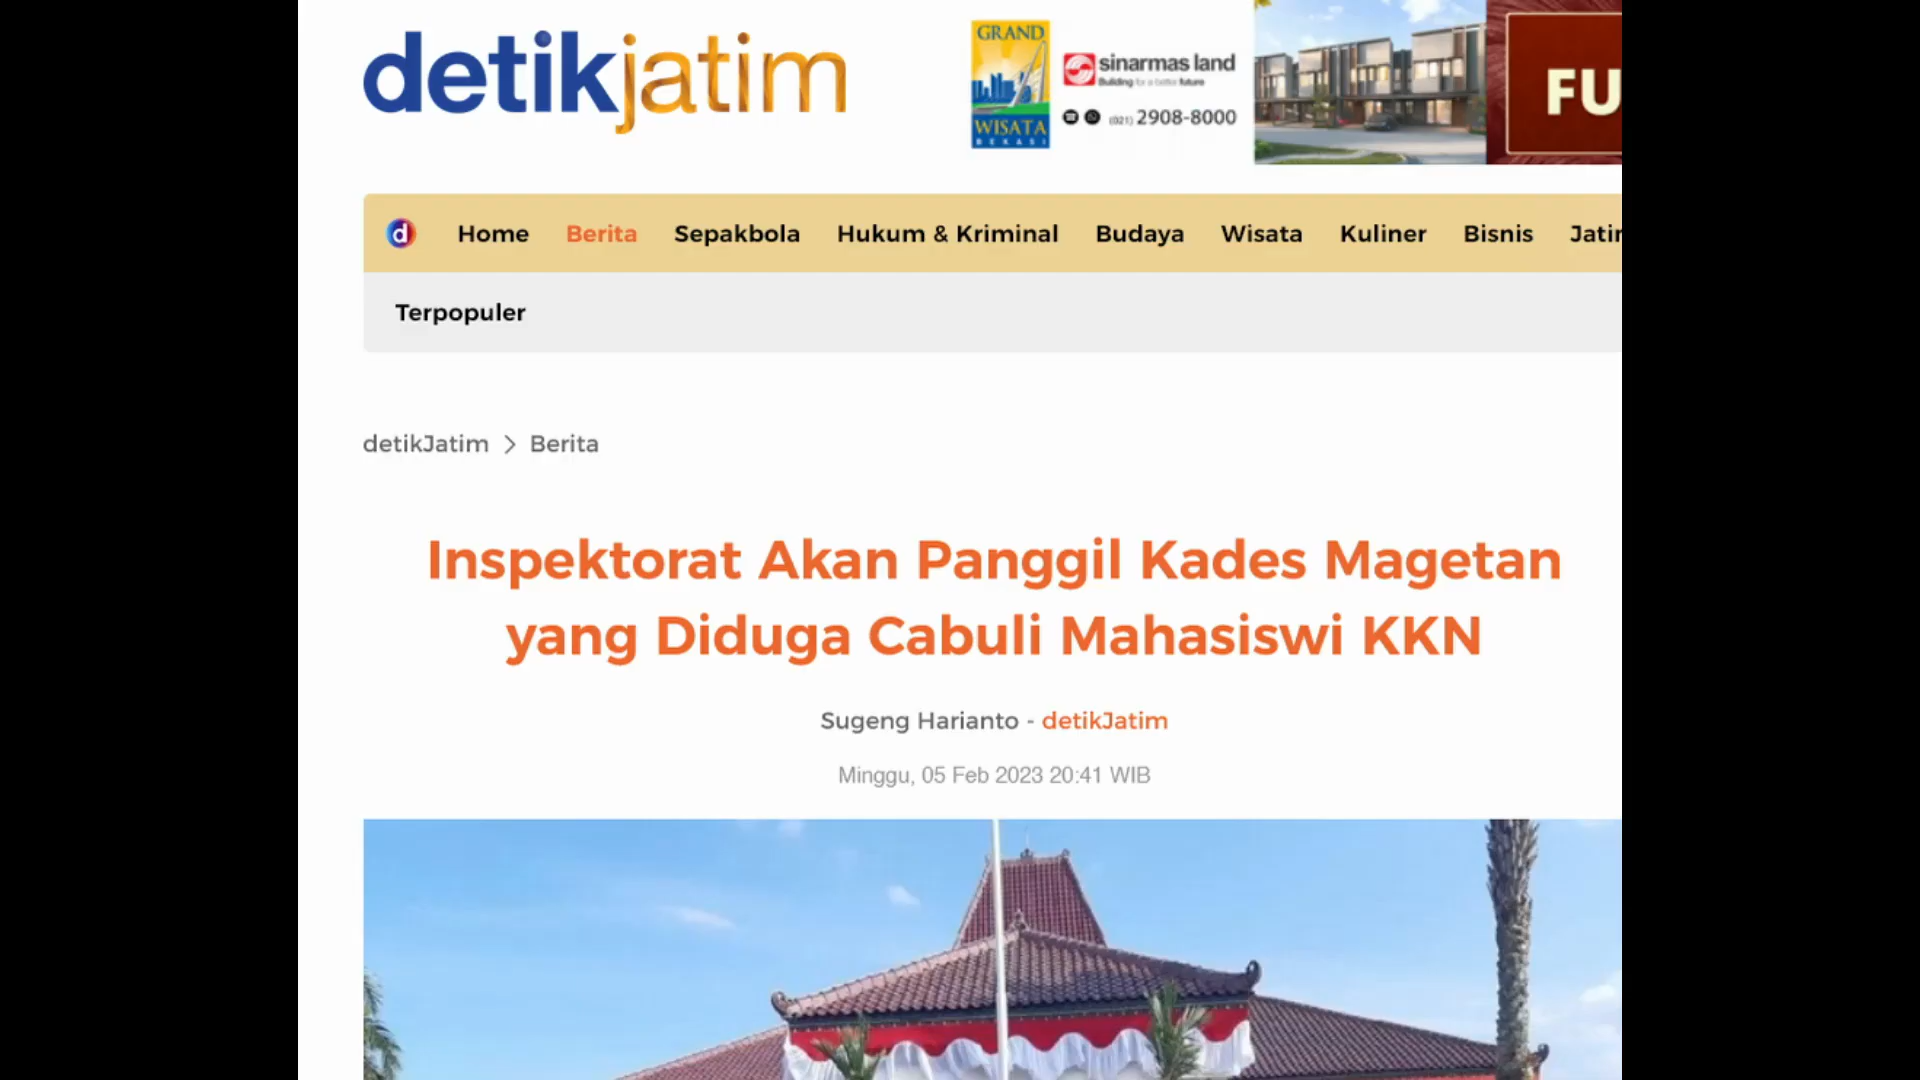 detikjatim
GRAND
WISATA
BEKASI
sinarmas land
Building for a better future
(021) 2908-8000
FU
d
Home Berita Sepakbola Hukum & Kriminal Budaya Wisata Kuliner Bisnis
Terpopuler
detikJatim > Berita
Inspektorat Akan Panggil Kades Magetan
yang Diduga Cabuli Mahasiswi KKN
Sugeng Harianto - detikJatim
Minggu, 05 Feb 2023 20:41 WIB